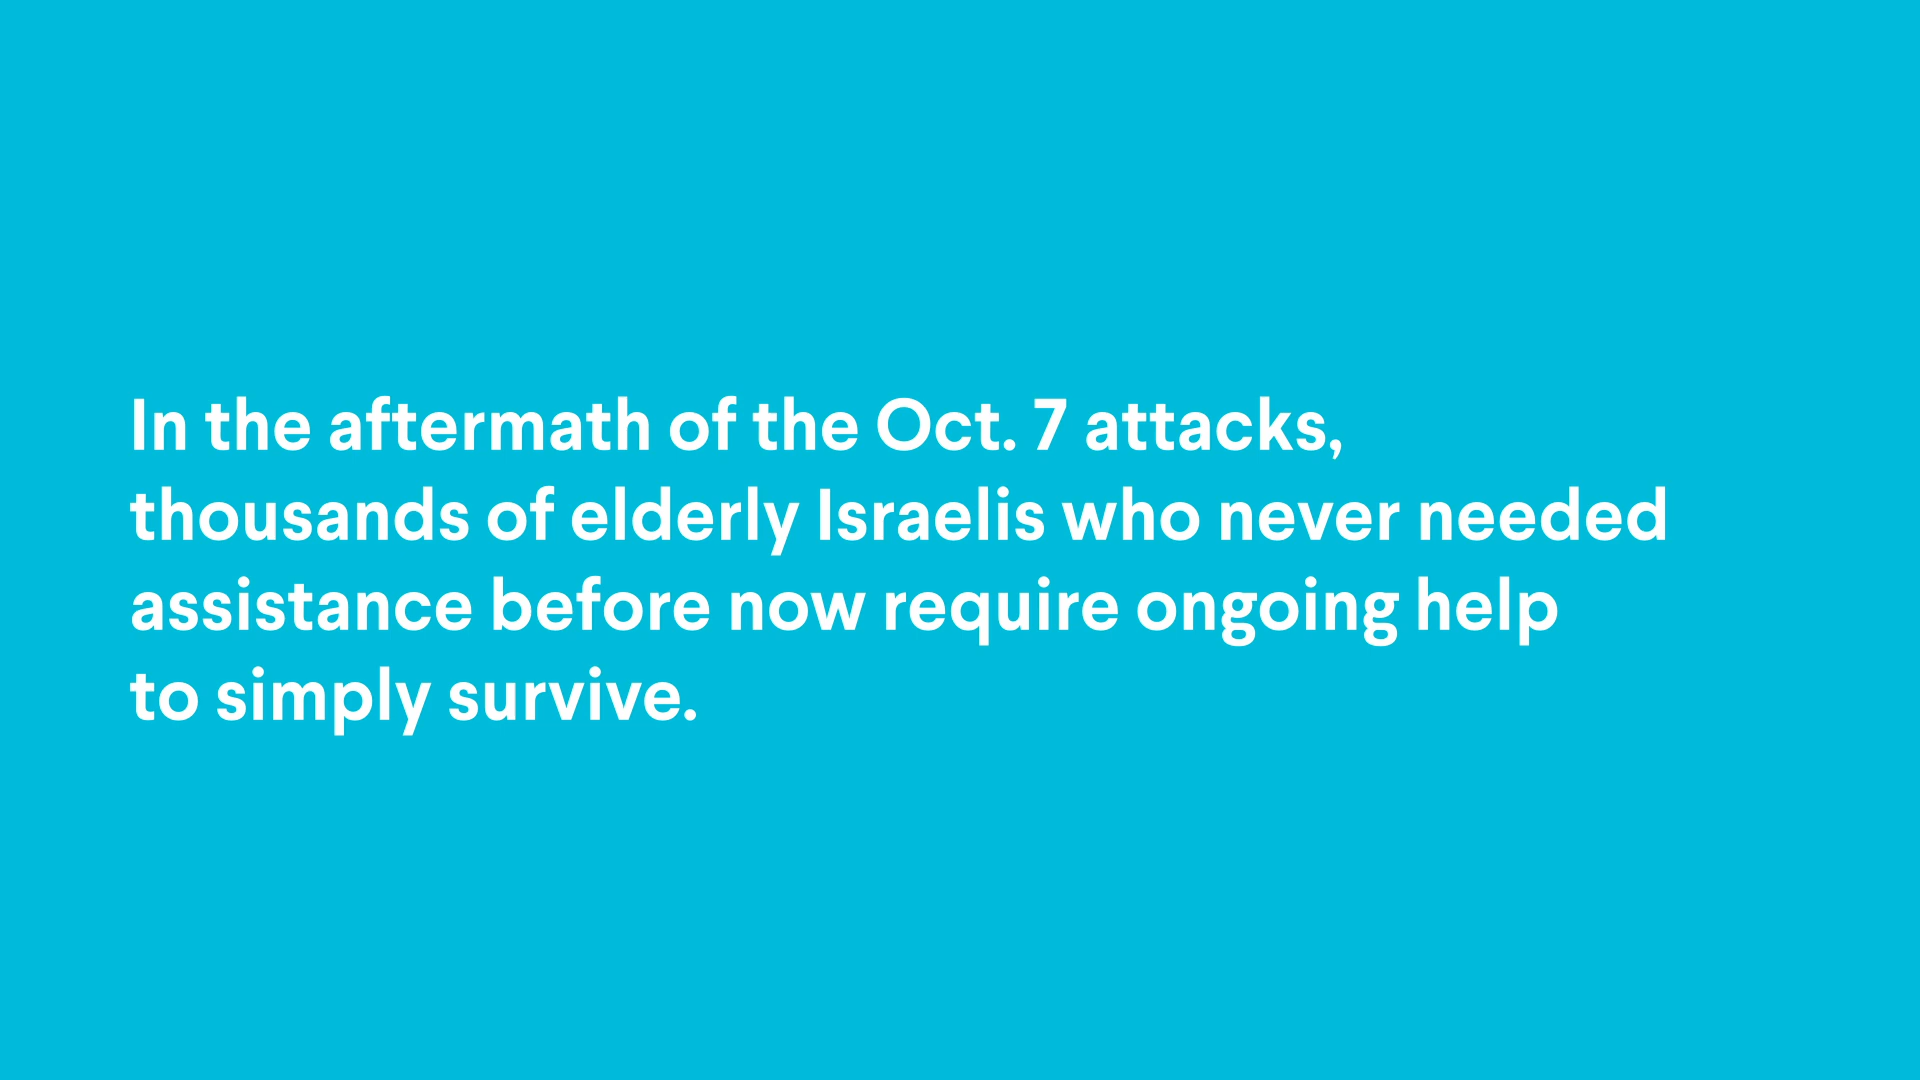 In the aftermath of the Oct. 7 attacks,
thousands of elderly Israelis who never needed
assistance before now require ongoing help
to simply survive.